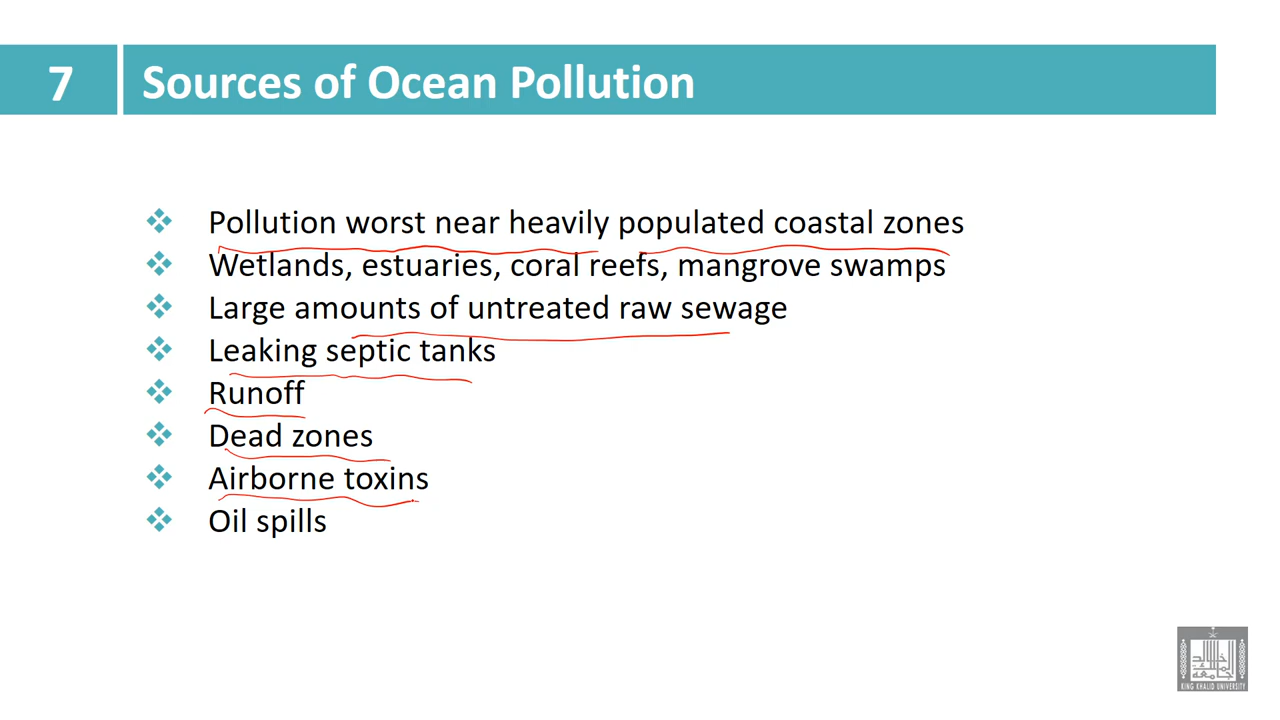 7
Sources of Ocean Pollution
Pollution worst near heavily populated coastal zones
Wetlands, estuaries, coral reefs, mangrove swamps
Large amounts of untreated raw sewage
Leaking septic tanks
Runoff
Dead zones
Airborne toxins
Oil spills
KING KHALID UNIVERSITY